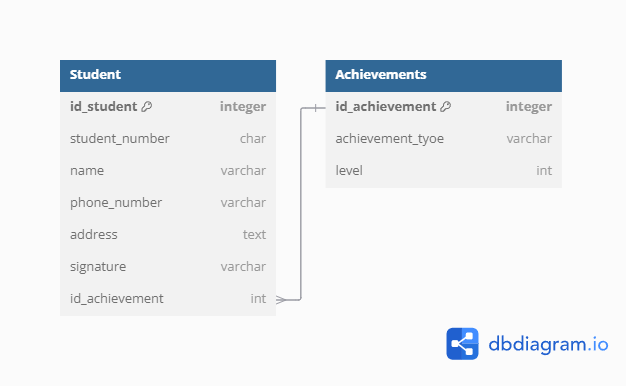 Student
id_student integer
student_number char
name varchar
phone_number varchar
address text
signature varchar
id_achievement int
Achievements
id_achievement integer
achievement_tyoe varchar
level int
dbdiagram.io